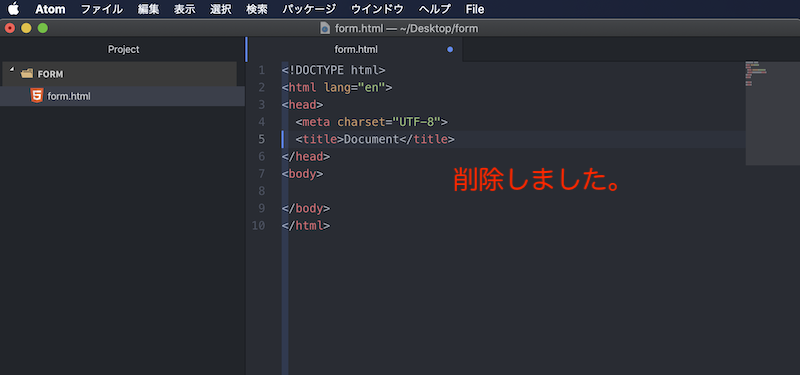 Atom ファイル 編集 表示 選択 検索 パッケージ ウインドウ ヘルプ File
form.html — ~/Desktop/form
Project
form.html
FORM
form.html
1 <!DOCTYPE html>
2 <html lang="en">
3 <head>
4 <meta charset="UTF-8">
5 <title>Document</title>
6 </head>
7 <body>
8
9 </body>
10 </html>
削除しました。